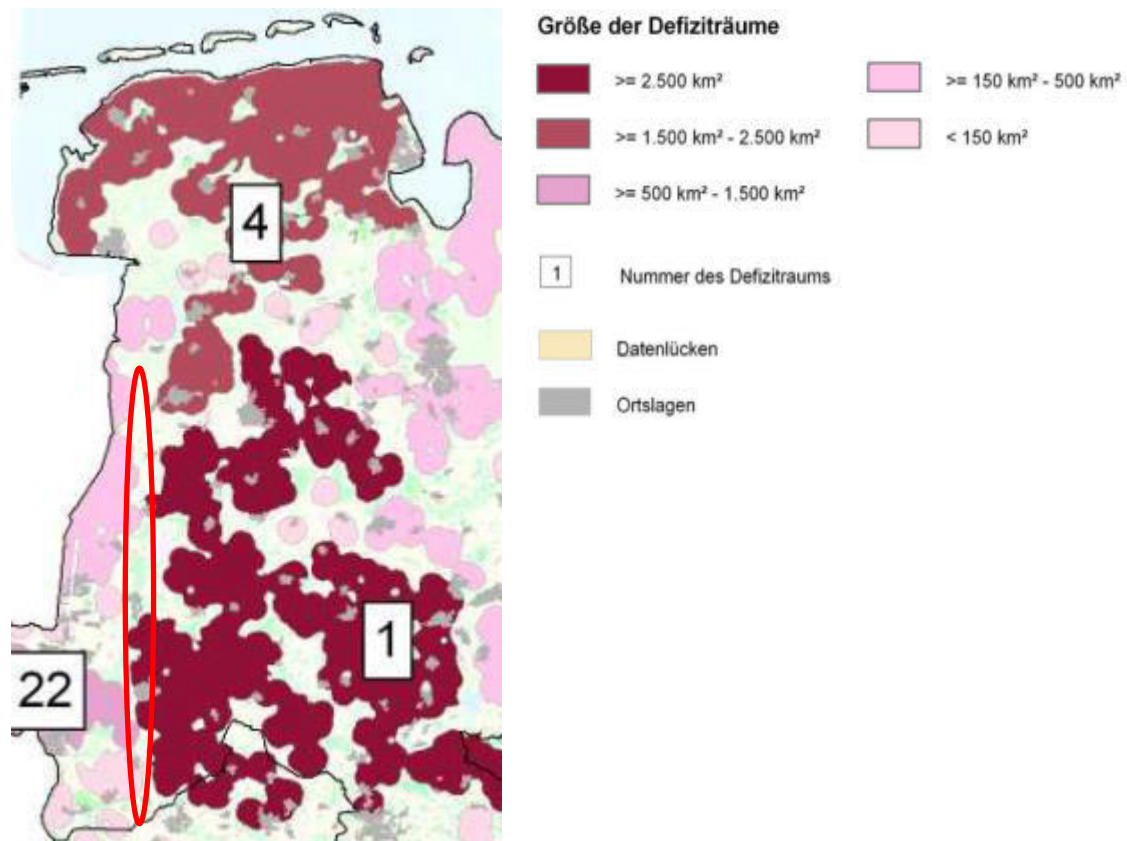 4
1
22
Größe der Defiziträume
>= 2.500 km²
>= 1.500 km² - 2.500 km²
>= 500 km² - 1.500 km²
>= 150 km² - 500 km²
< 150 km²
1 Nummer des Defizitraums
Datenlücken
Ortslagen